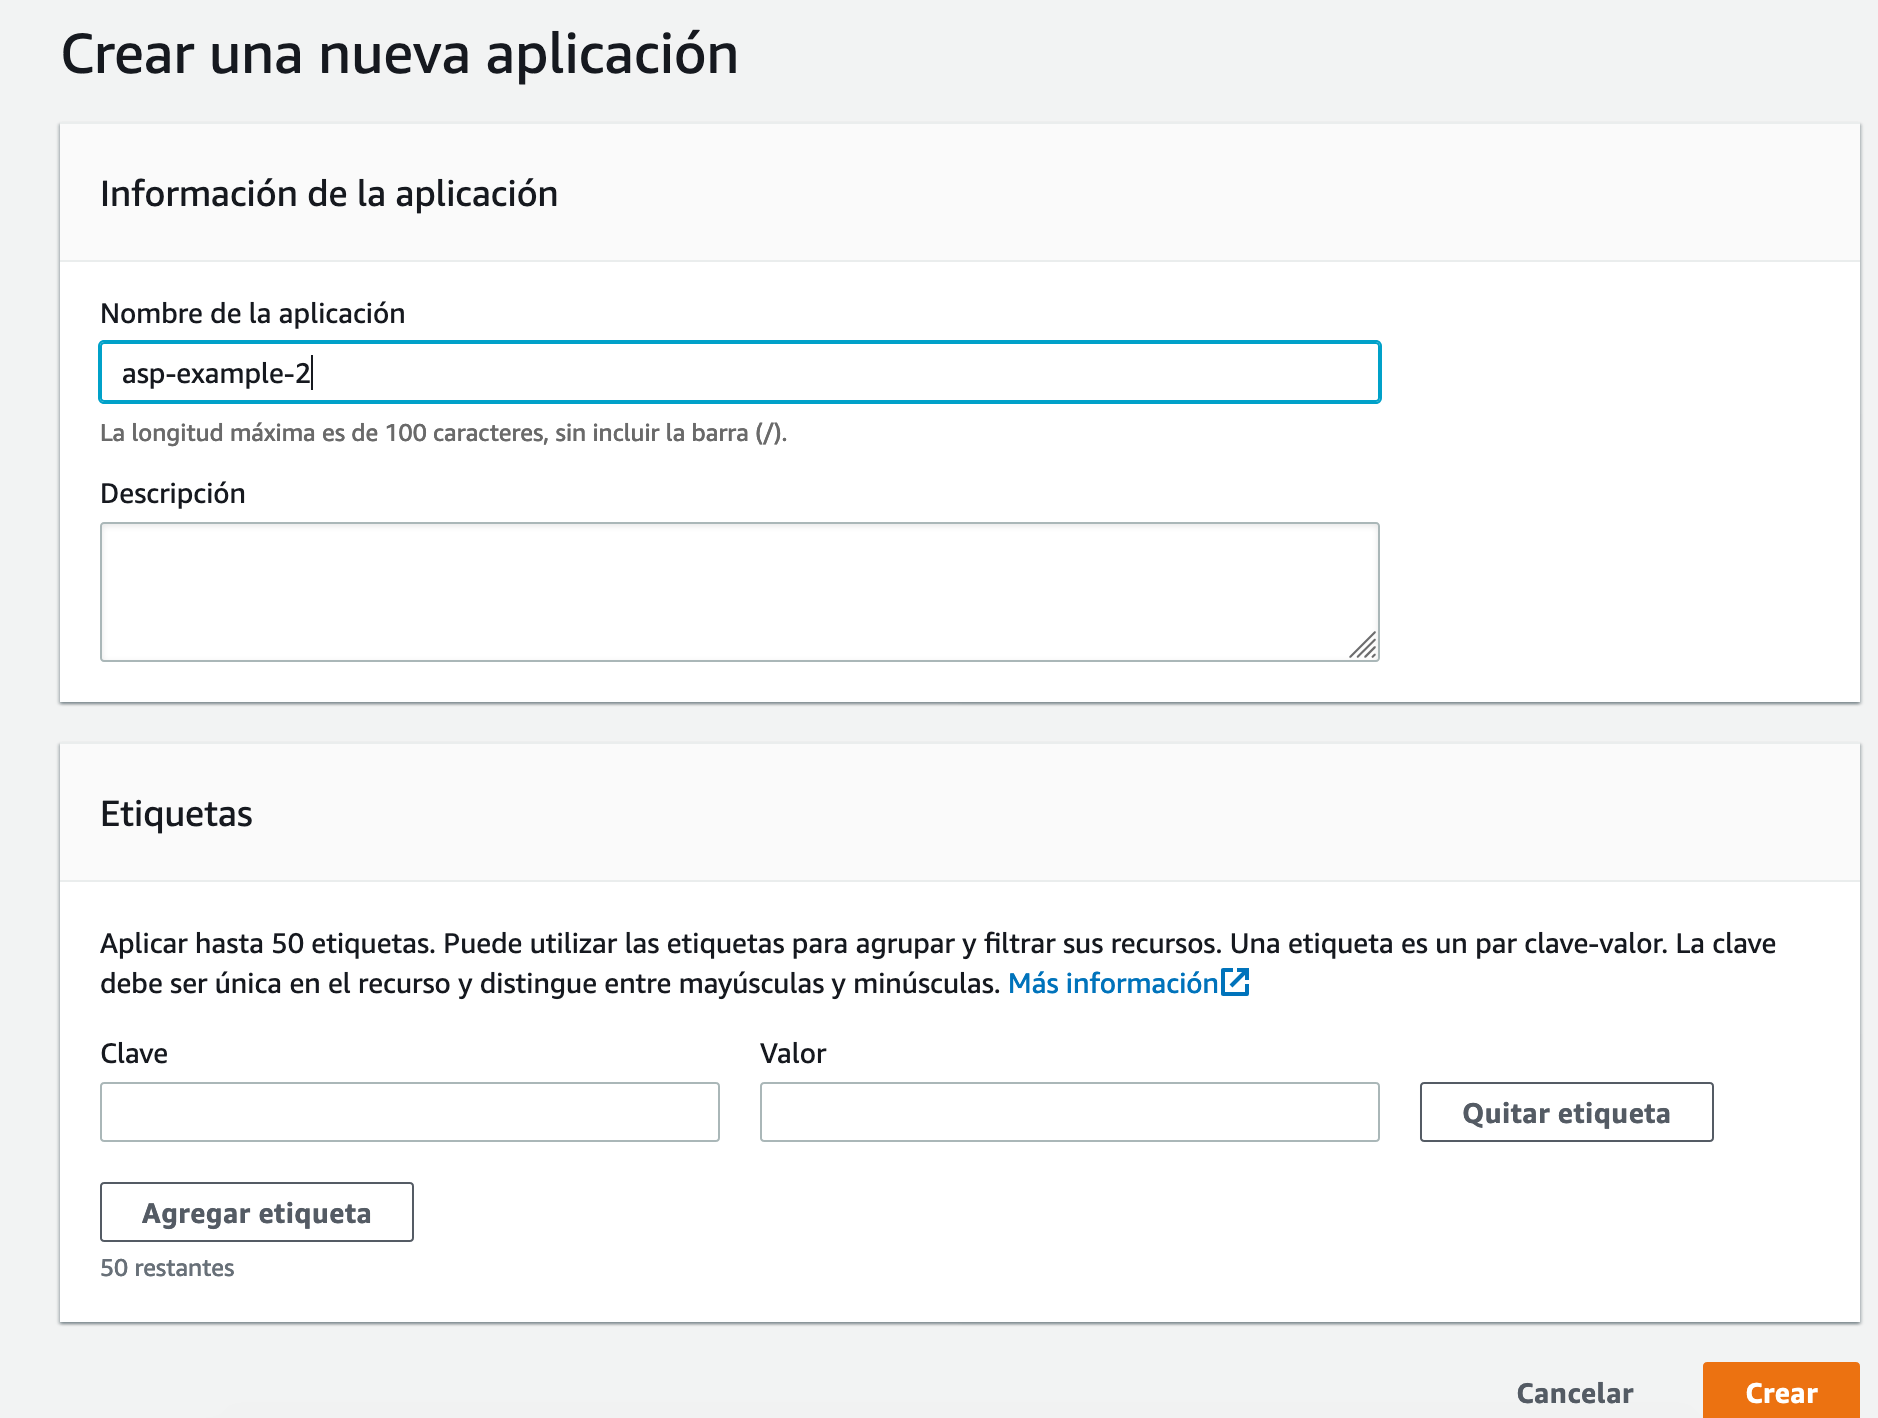 Crear una nueva aplicación
Información de la aplicación
Nombre de la aplicación
asp-example-2
La longitud máxima es de 100 caracteres, sin incluir la barra (/).
Descripción
Etiquetas
Aplicar hasta 50 etiquetas. Puede utilizar las etiquetas para agrupar y filtrar sus recursos. Una etiqueta es un par clave-valor. La clave
debe ser única en el recurso y distingue entre mayúsculas y minúsculas. Más información
Clave
Valor
Quitar etiqueta
Agregar etiqueta
50 restantes
Cancelar
Crear